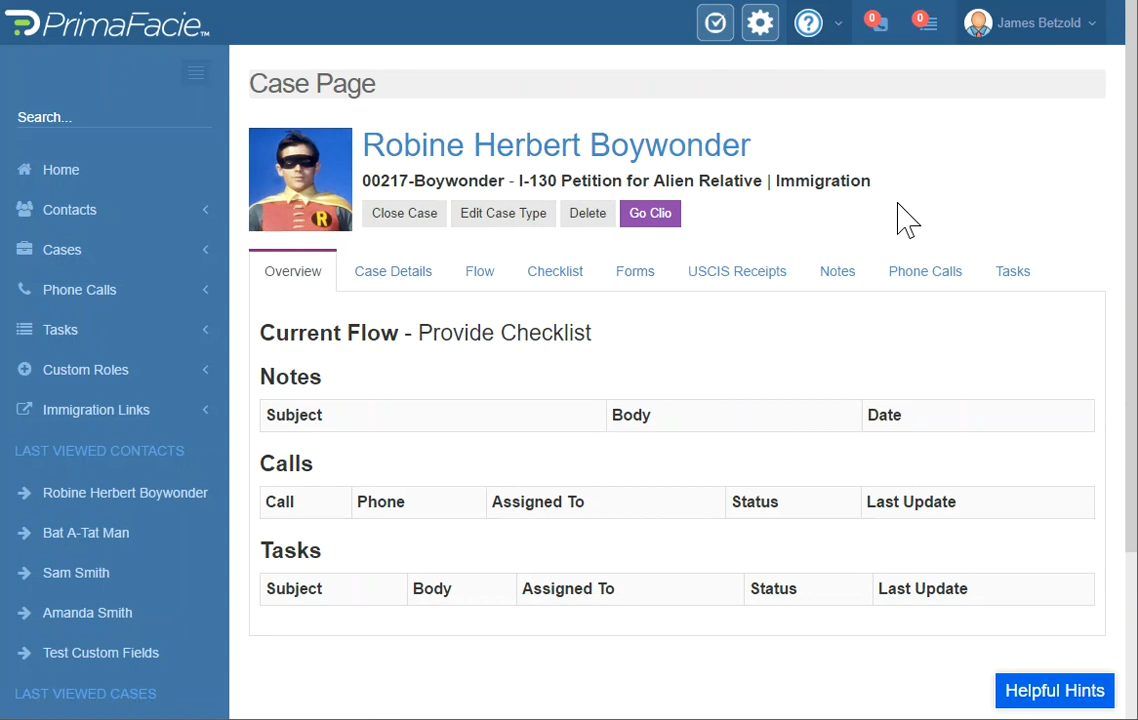 PrimaFacie™
0
0
James Betzold
Search...
Home
Contacts
Cases
Phone Calls
Tasks
Custom Roles
Immigration Links
LAST VIEWED CONTACTS
Robine Herbert Boywonder
Bat A-Tat Man
Sam Smith
Amanda Smith
Test Custom Fields
LAST VIEWED CASES
Case Page
R
Robine Herbert Boywonder
00217-Boywonder - I-130 Petition for Alien Relative | Immigration
Close Case Edit Case Type Delete Go Clio
Overview Case Details Flow Checklist Forms USCIS Receipts Notes Phone Calls Tasks
Current Flow - Provide Checklist
Notes
Subject Body Date
Calls
Call Phone Assigned To Status Last Update
Tasks
Subject Body Assigned To Status Last Update
Helpful Hints